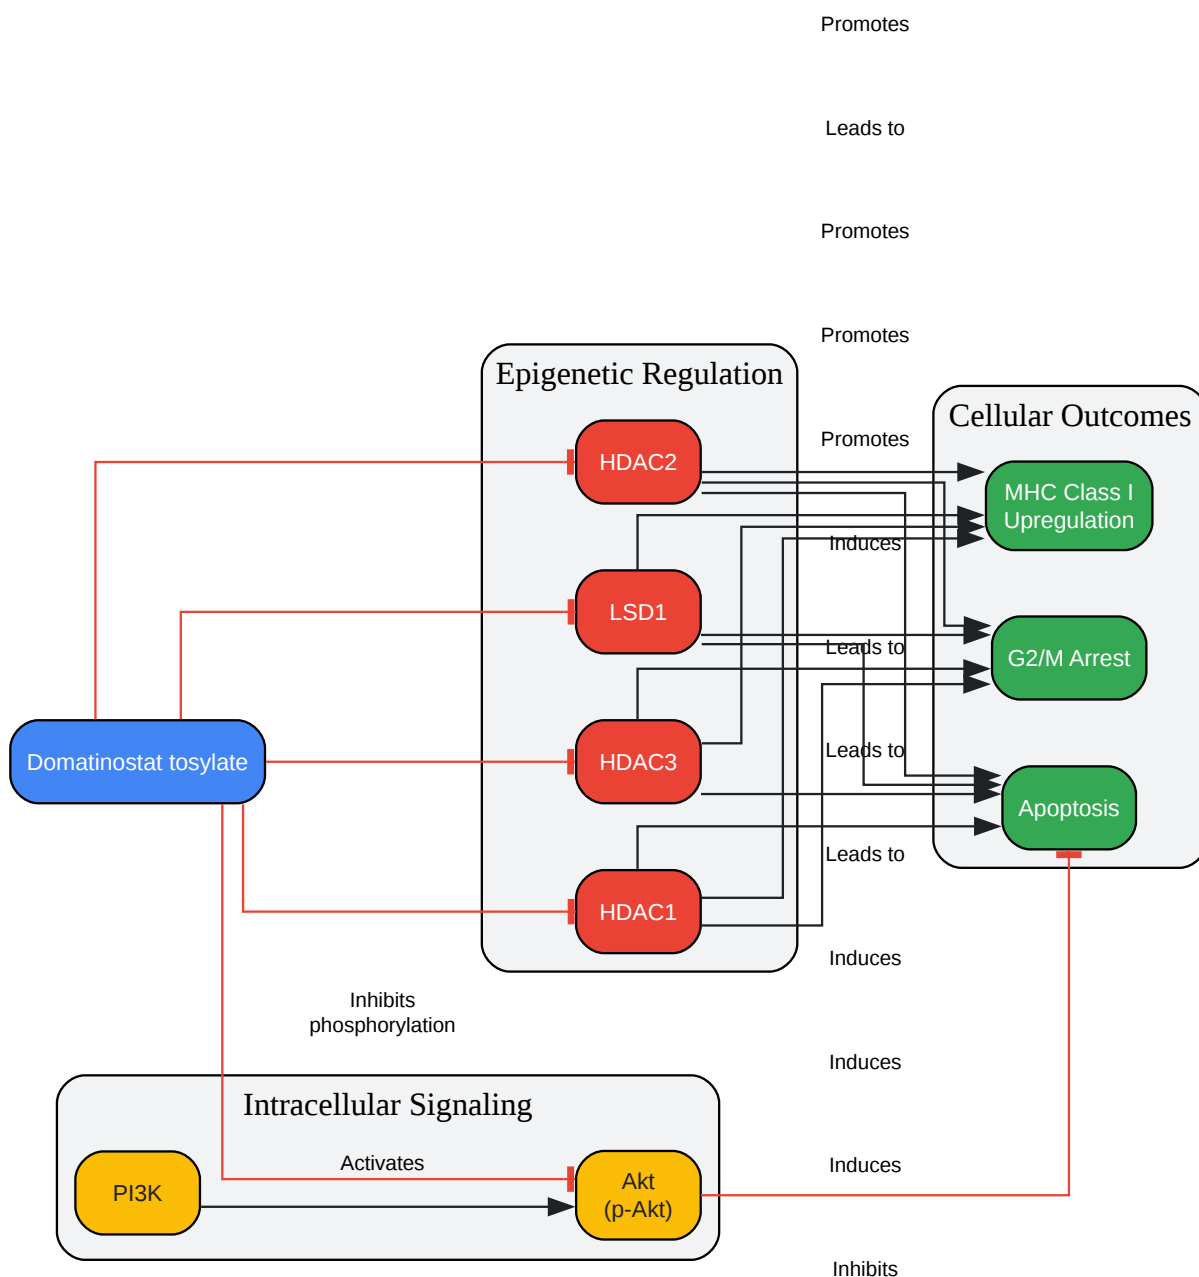 Promotes
Leads to
Promotes
Promotes
Epigenetic Regulation
Cellular Outcomes
Promotes
HDAC2
MHC Class I
Upregulation
Induces
LSD1
Leads to
G2/M Arrest
Leads to
Domatinostat tosylate
HDAC3
Apoptosis
Leads to
HDAC1
Induces
Inhibits
phosphorylation
Induces
Intracellular Signaling
Activates
Induces
PI3K
Akt
(p-Akt)
Inhibits